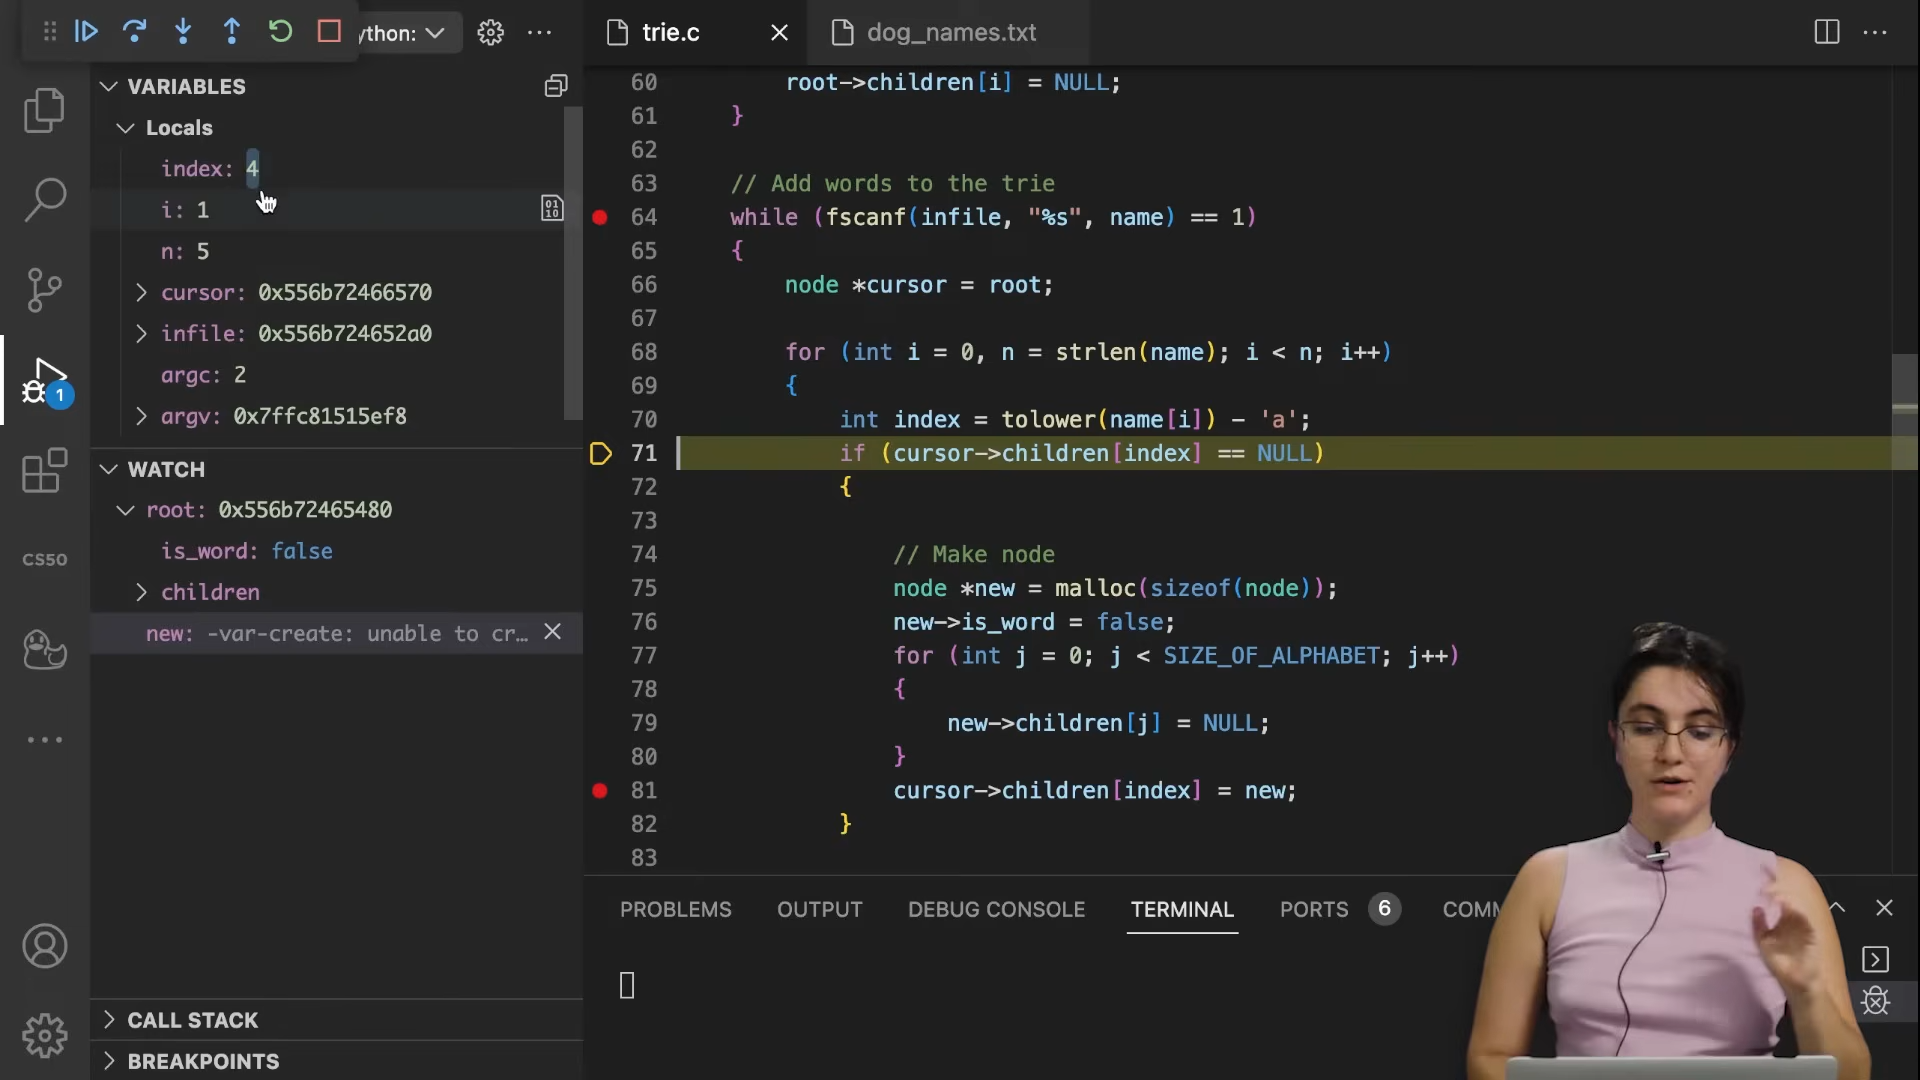 ython:
trie.c
dog_names.txt
VARIABLES
Locals
index: 4
i: 1
n: 5
cursor: 0x556b72466570
infile: 0x556b724652a0
argc: 2
argv: 0x7ffc81515ef8
WATCH
root: 0x556b72465480
is_word: false
children
new: -var-create: unable to cr...
CALL STACK
BREAKPOINTS
1
CS50
60 root->children[i] = NULL;
61 }
62
63 // Add words to the trie
64 while (fscanf(infile, "%s", name) == 1)
65 {
66 node *cursor = root;
67
68 for (int i = 0, n = strlen(name); i < n; i++)
69 {
70 int index = tolower(name[i]) - 'a';
71 if (cursor->children[index] == NULL)
72 {
73
74 // Make node
75 node *new = malloc(sizeof(node));
76 new->is_word = false;
77 for (int j = 0; j < SIZE_OF_ALPHABET; j++)
78 {
79 new->children[j] = NULL;
80 }
81 cursor->children[index] = new;
82 }
83
PROBLEMS OUTPUT DEBUG CONSOLE TERMINAL PORTS 6 COMM